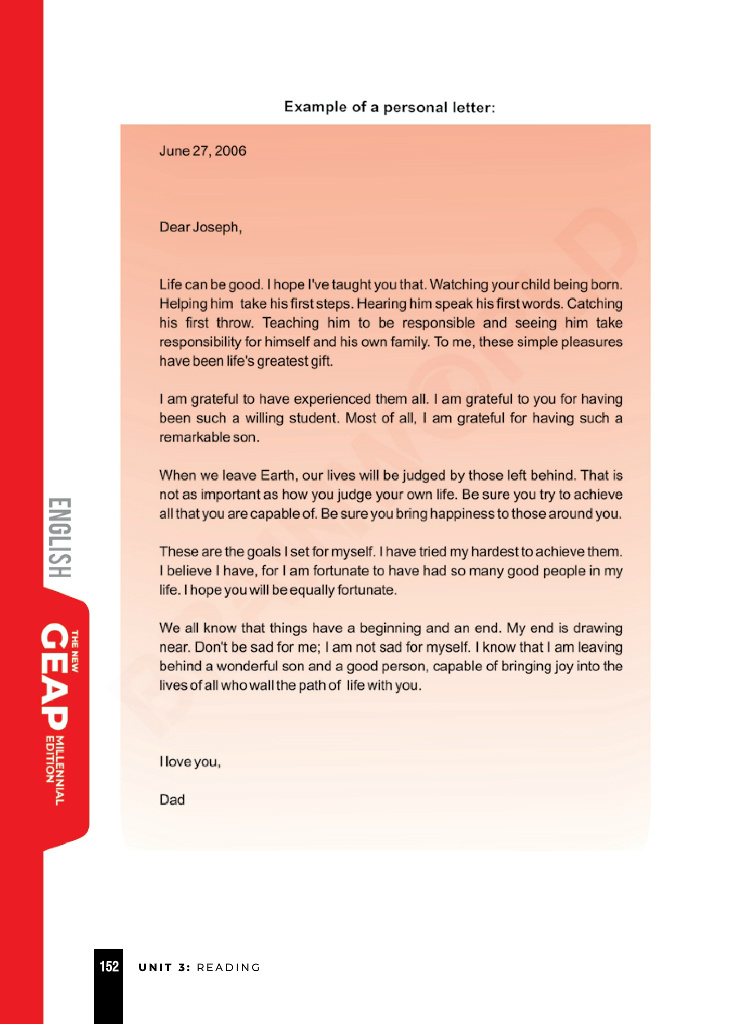 Example of a personal letter:
June 27, 2006
Dear Joseph,
Life can be good. I hope I've taught you that. Watching your child being born.
Helping him take his first steps. Hearing him speak his first words. Catching
his first throw. Teaching him to be responsible and seeing him take
responsibility for himself and his own family. To me, these simple pleasures
have been life's greatest gift.
I am grateful to have experienced them all. I am grateful to you for having
been such a willing student. Most of all, I am grateful for having such a
remarkable son.
When we leave Earth, our lives will be judged by those left behind. That is
not as important as how you judge your own life. Be sure you try to achieve
all that you are capable of. Be sure you bring happiness to those around you.
These are the goals I set for myself. I have tried my hardest to achieve them.
I believe I have, for I am fortunate to have had so many good people in my
life. I hope you will be equally fortunate.
We all know that things have a beginning and an end. My end is drawing
near. Don't be sad for me; I am not sad for myself. I know that I am leaving
behind a wonderful son and a good person, capable of bringing joy into the
lives of all who wall the path of life with you.
I love you,
Dad
ENGLISH
THE NEW
GEAP
MILLENNIAL
EDITION
152 UNIT 3: READING